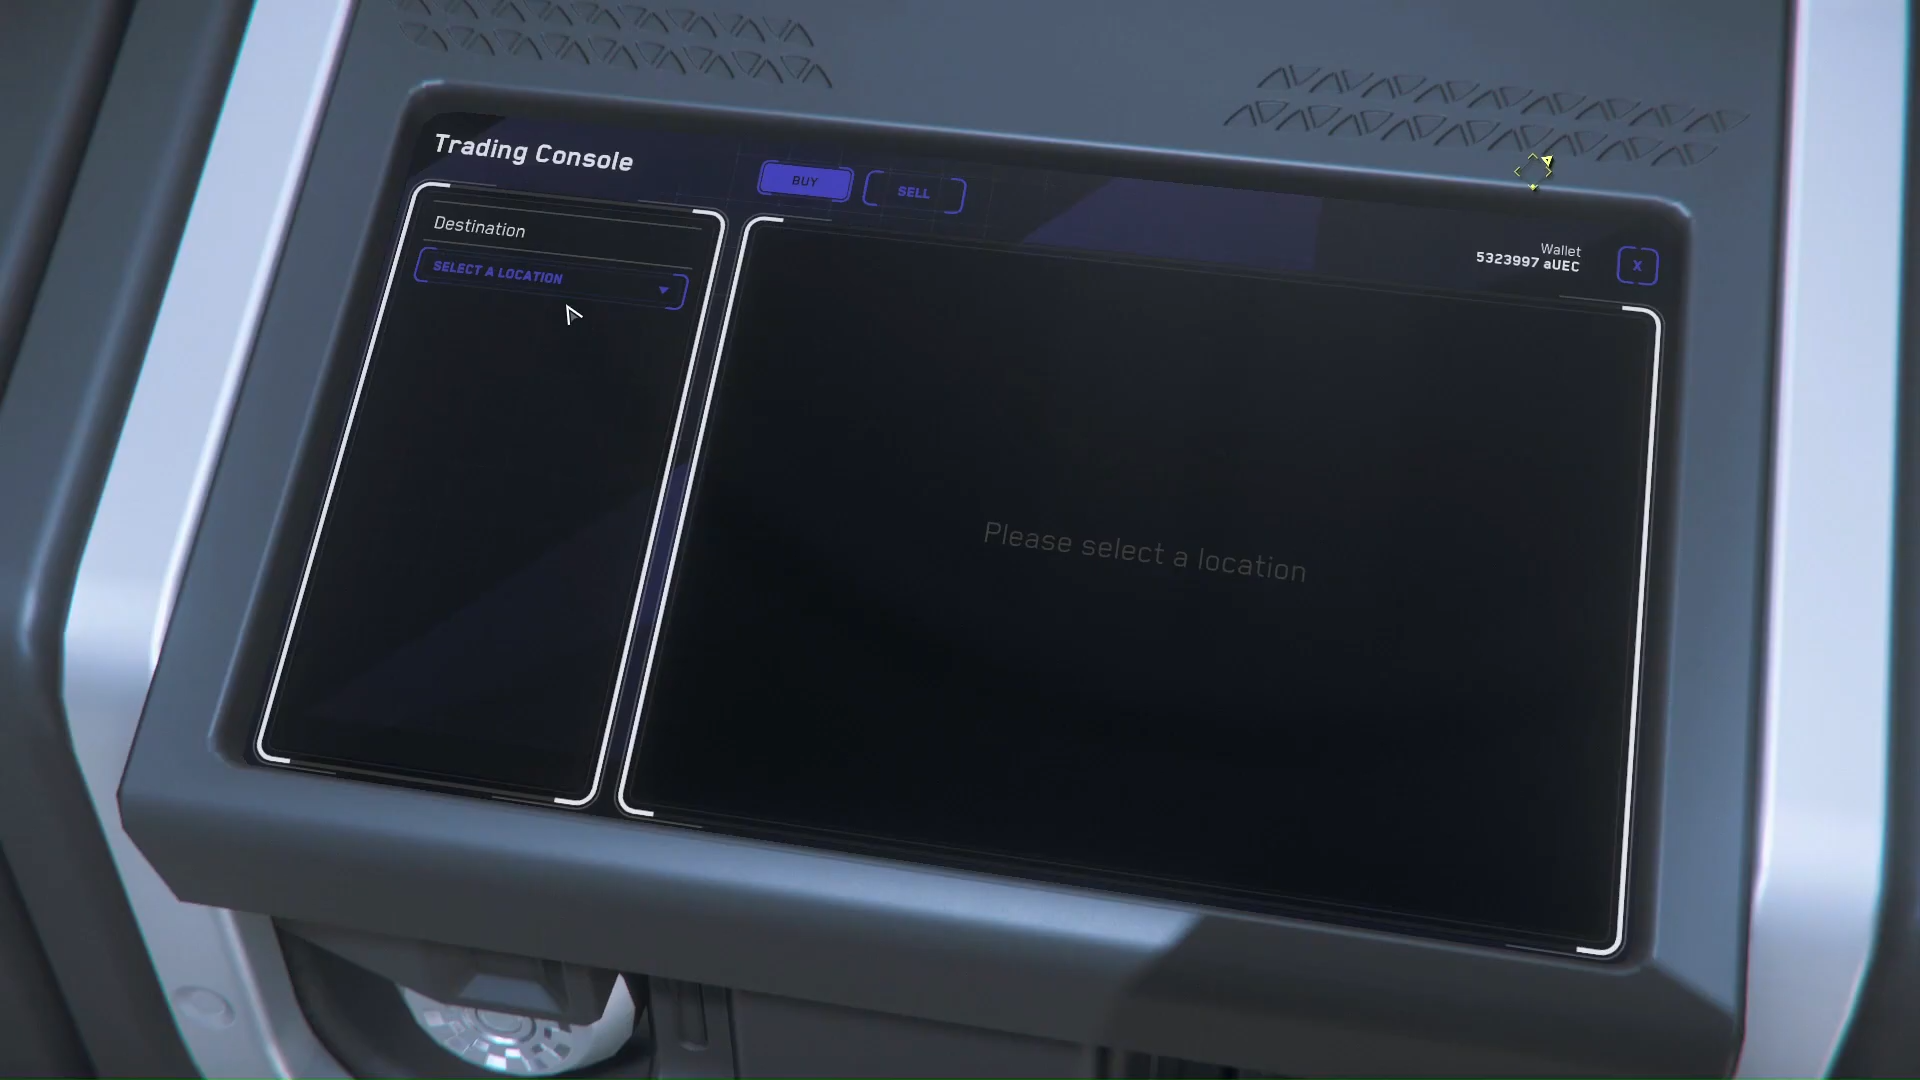 Trading Console
BUY
SELL
Destination
SELECT A LOCATION
Wallet
5323997 aUEC
X
Please select a location